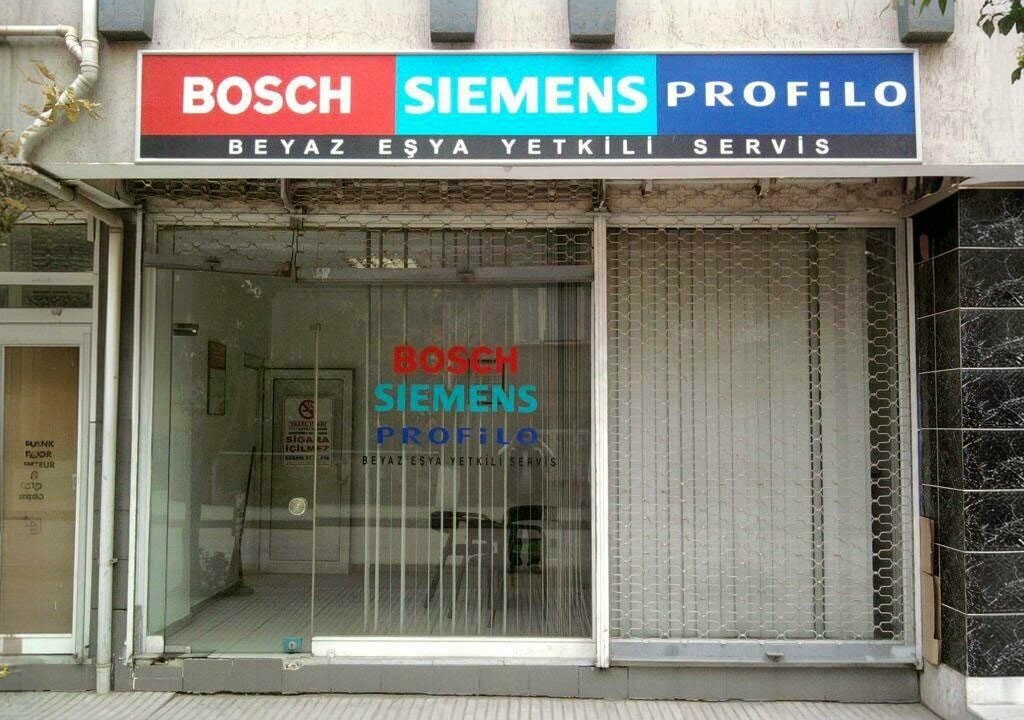 BOSCH SIEMENS PROFiLO
BEYAZ EŞYA YETKİLİ SERVİS
BOSCH
SIEMENS
PROFiLO
BEYAZ EŞYA YETKİLİ SERVİS
SİGARA
İÇİLMEZ